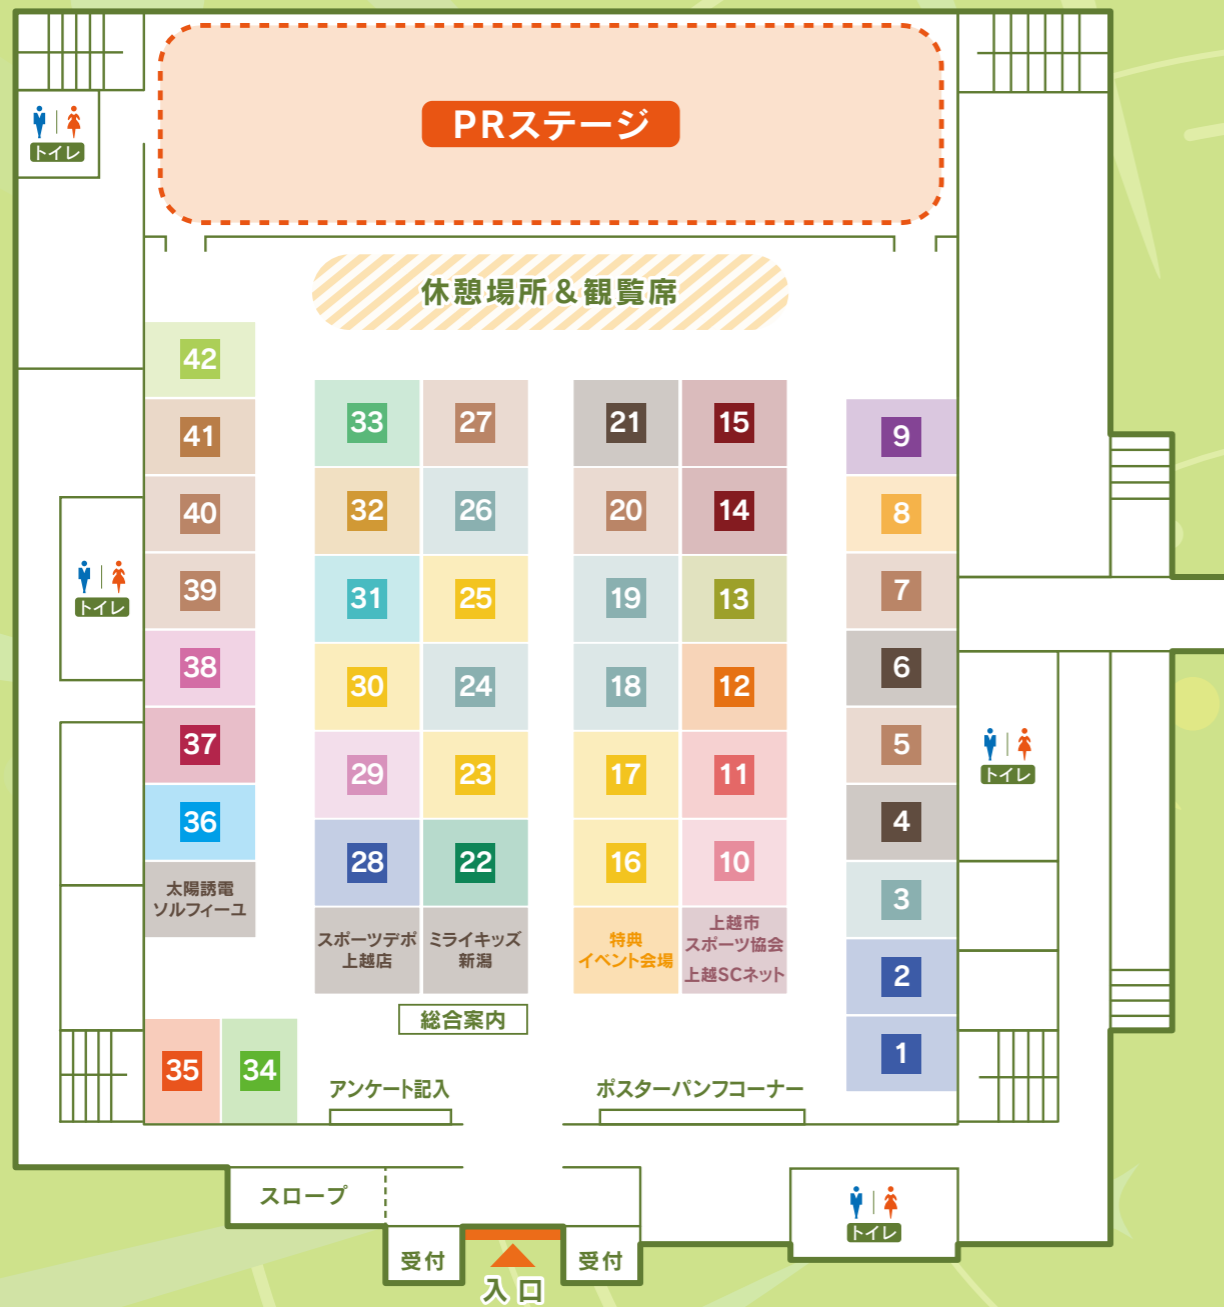 PRステージ
トイレ
休憩場所＆観覧席
42
41
40
39
38
37
36
太陽誘電
ソルフィーユ
33
27
32
26
31
25
30
24
29
23
28
22
スポーツデポ
上越店
ミライキッズ
新潟
21
15
20
14
19
13
18
12
17
11
16
10
特典
イベント会場
上越市
スポーツ協会
上越SCネット
9
8
7
6
5
4
3
2
1
トイレ
トイレ
総合案内
35
34
アンケート記入
ポスターパンフコーナー
スロープ
受付
受付
入口
トイレ